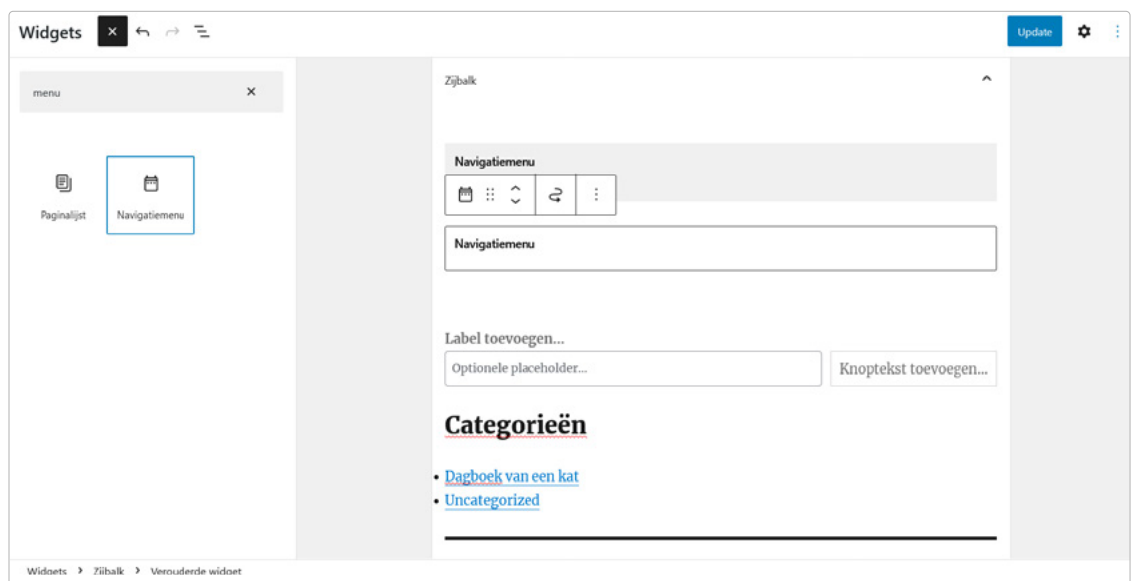 Widgets
Update
menu
Paginalijst
Navigatiemenu
Zijbalk
Navigatiemenu
Navigatiemenu
Label toevoegen...
Optionele placeholder...
Knoptekst toevoegen...
Categorieën
Dagboek van een kat
Uncategorized
Widgets > Zijbalk > Verouderde widget